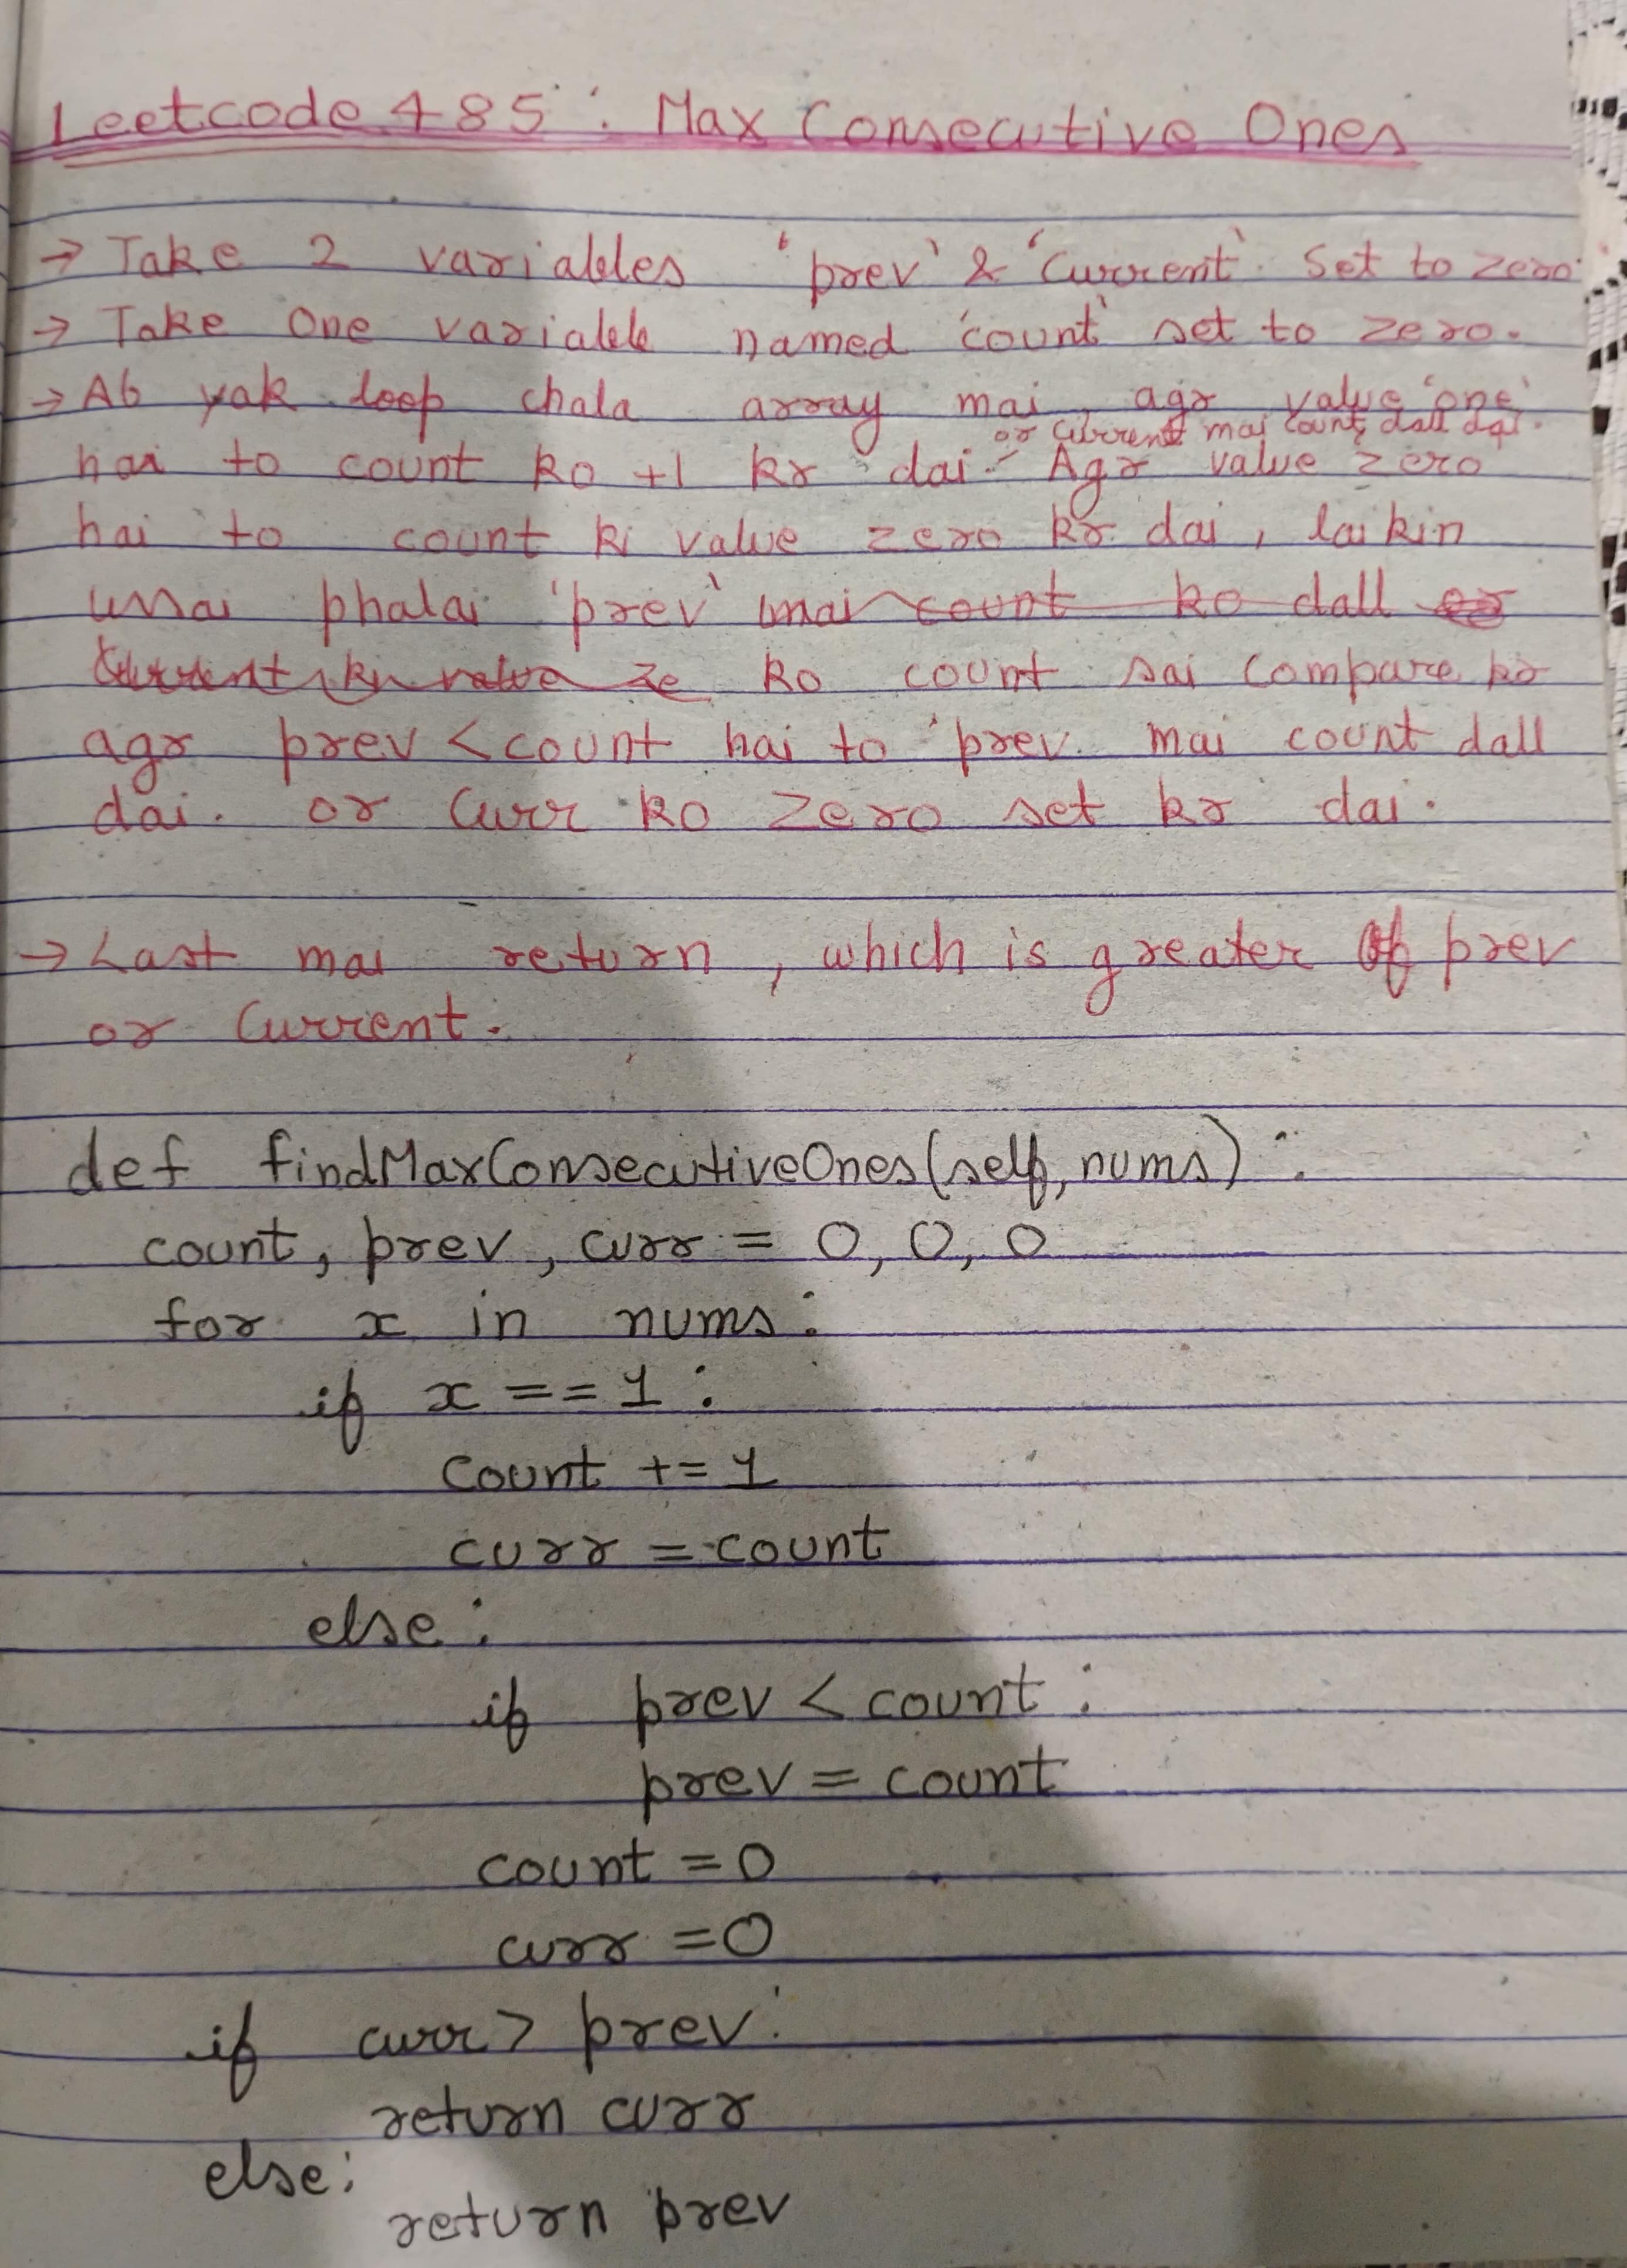 Leetcode 485 : Max Consecutive Ones
→ Take 2 variables 'prev' & 'Current' Set to zero
→ Take One variable named 'count' set to zero.
→ Ab yak loop chala array mai, agr value 'one'
or current mai count dall dai.
hai to count ko +1 kr dai. Agr value zero
hai to count ki value zero kr dai, laikin
ussai phalai 'prev' mai count ko dall or
Current ki value ze ko count sai Compare kr
agr prev < count hai to 'prev mai count dall
dai. or Curr ko Zero set kr dai.
→ Last mai return, which is greater Of prev
or Current.
def findMaxConsecutiveOnes(self, nums) :
count, prev, curr = 0, 0, 0
for x in nums:
if x == 1 :
count += 1
curr = count
else :
if prev < count :
prev = count
count = 0
curr = 0
if curr > prev:
return curr
else:
return prev